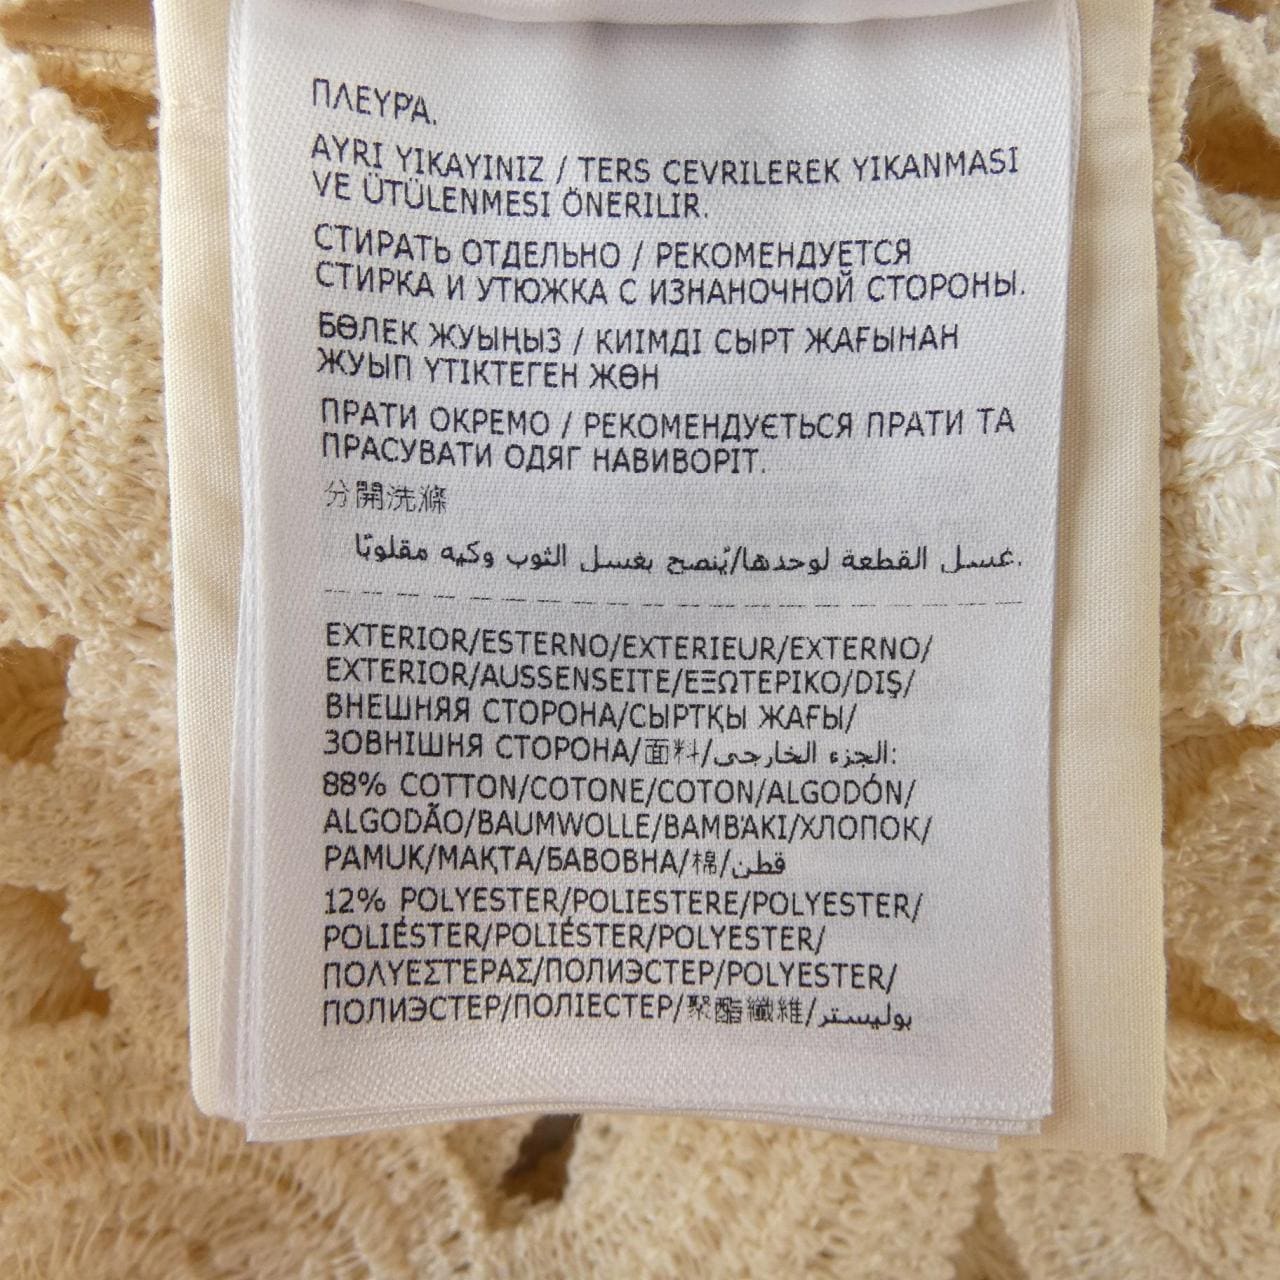 ΠΛΕΥΡΆ.
AYRI YIKAYINIZ / TERS ÇEVRILEREK YIKANMASI
VE ÜTÜLENMESI ÖNERILIR.
СТИРАТЬ ОТДЕЛЬНО / РЕКОМЕНДУЕТСЯ
СТИРКА И УТЮЖКА С ИЗНАНОЧНОЙ СТОРОНЫ.
БӨЛЕК ЖУЫҢЫЗ / КИІМДІ СЫРТ ЖАҒЫНАН
ЖУЫП ҮТІКТЕГЕН ЖӨН
ПРАТИ ОКРЕМО / РЕКОМЕНДУЄТЬСЯ ПРАТИ ТА
ПРАСУВАТИ ОДЯГ НАВИВОРІТ.
分開洗滌
غسل القطعة لوحدها/يُنصح بغسل الثوب وكيه مقلوبًا.
EXTERIOR/ESTERNO/EXTERIEUR/EXTERNO/
EXTERIOR/AUSSENSEITE/ΕΞΩΤΕΡΙΚΟ/DIŞ/
ВНЕШНЯЯ СТОРОНА/СЫРТҚЫ ЖАҒЫ/
ЗОВНІШНЯ СТОРОНА/面料/الجزء الخارجى:
88% COTTON/COTONE/COTON/ALGODÓN/
ALGODÃO/BAUMWOLLE/ΒΑΜΒΆΚΙ/ХЛОПОК/
PAMUK/МАҚТА/БАВОВНА/棉/قطن
12% POLYESTER/POLIESTERE/POLYESTER/
POLIÉSTER/POLIÉSTER/POLYESTER/
ΠΟΛΥΕΣΤΈΡΑΣ/ПОЛИЭСТЕР/POLYESTER/
ПОЛИЭСТЕР/ПОЛІЕСТЕР/聚酯纖維/بوليستر